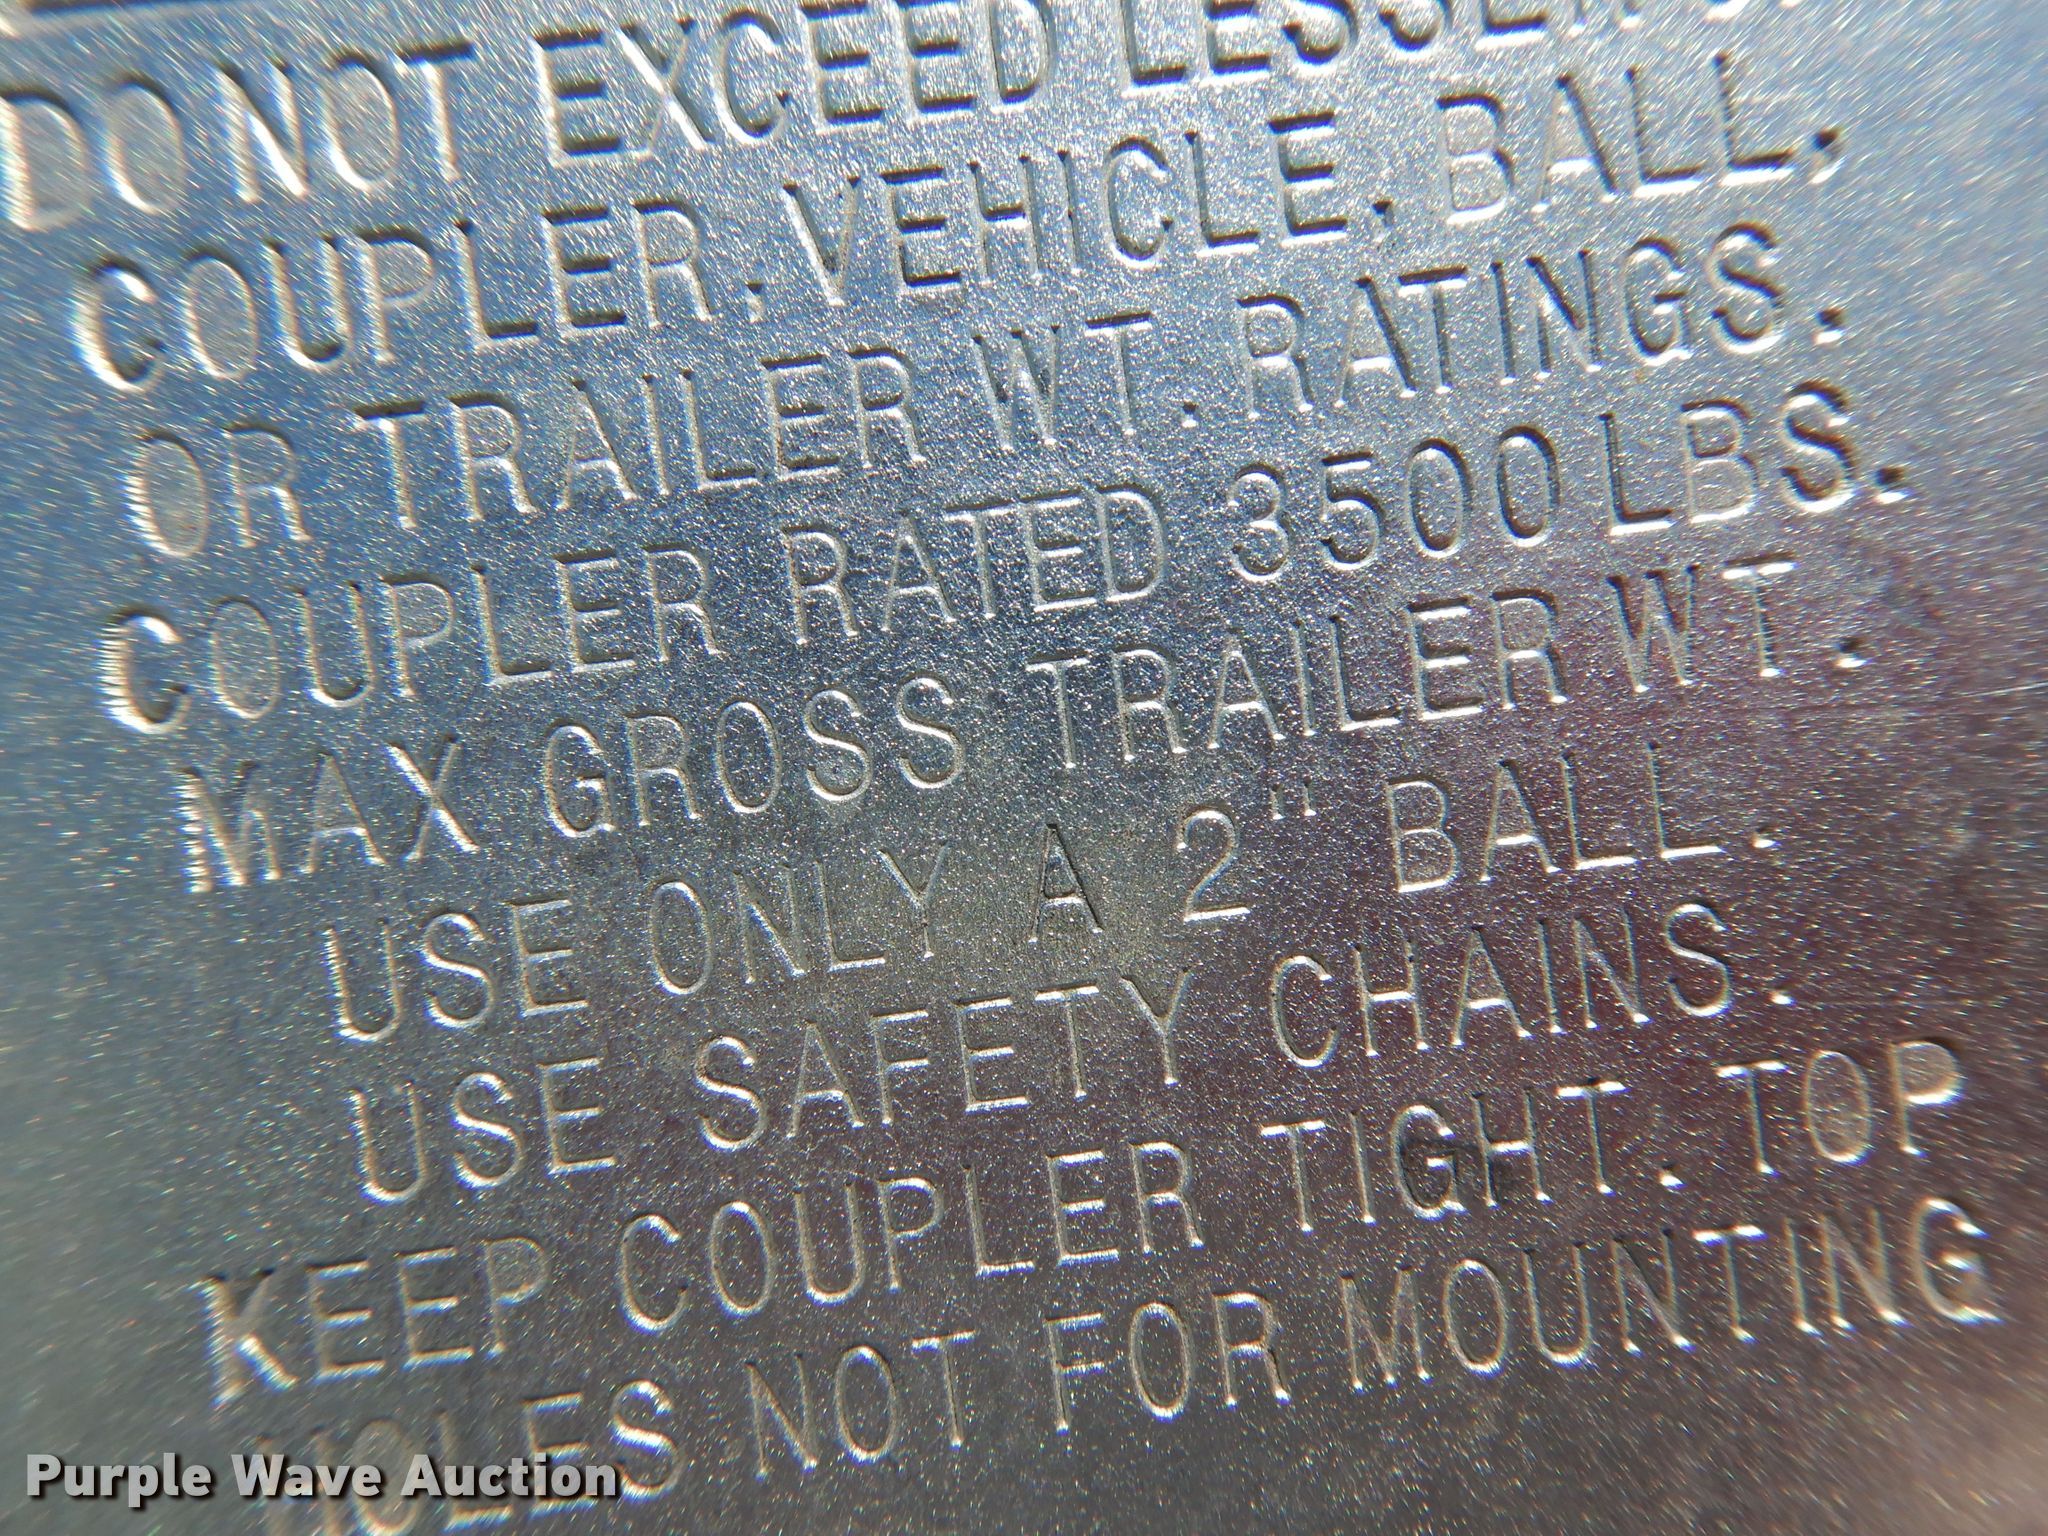 DO NOT EXCEED LESSER OF
COUPLER, VEHICLE, BALL,
OR TRAILER WT. RATINGS.
COUPLER RATED 3500 LBS.
MAX GROSS TRAILER WT.
USE ONLY A 2" BALL.
USE SAFETY CHAINS.
KEEP COUPLER TIGHT. TOP
HOLES NOT FOR MOUNTING
Purple Wave Auction